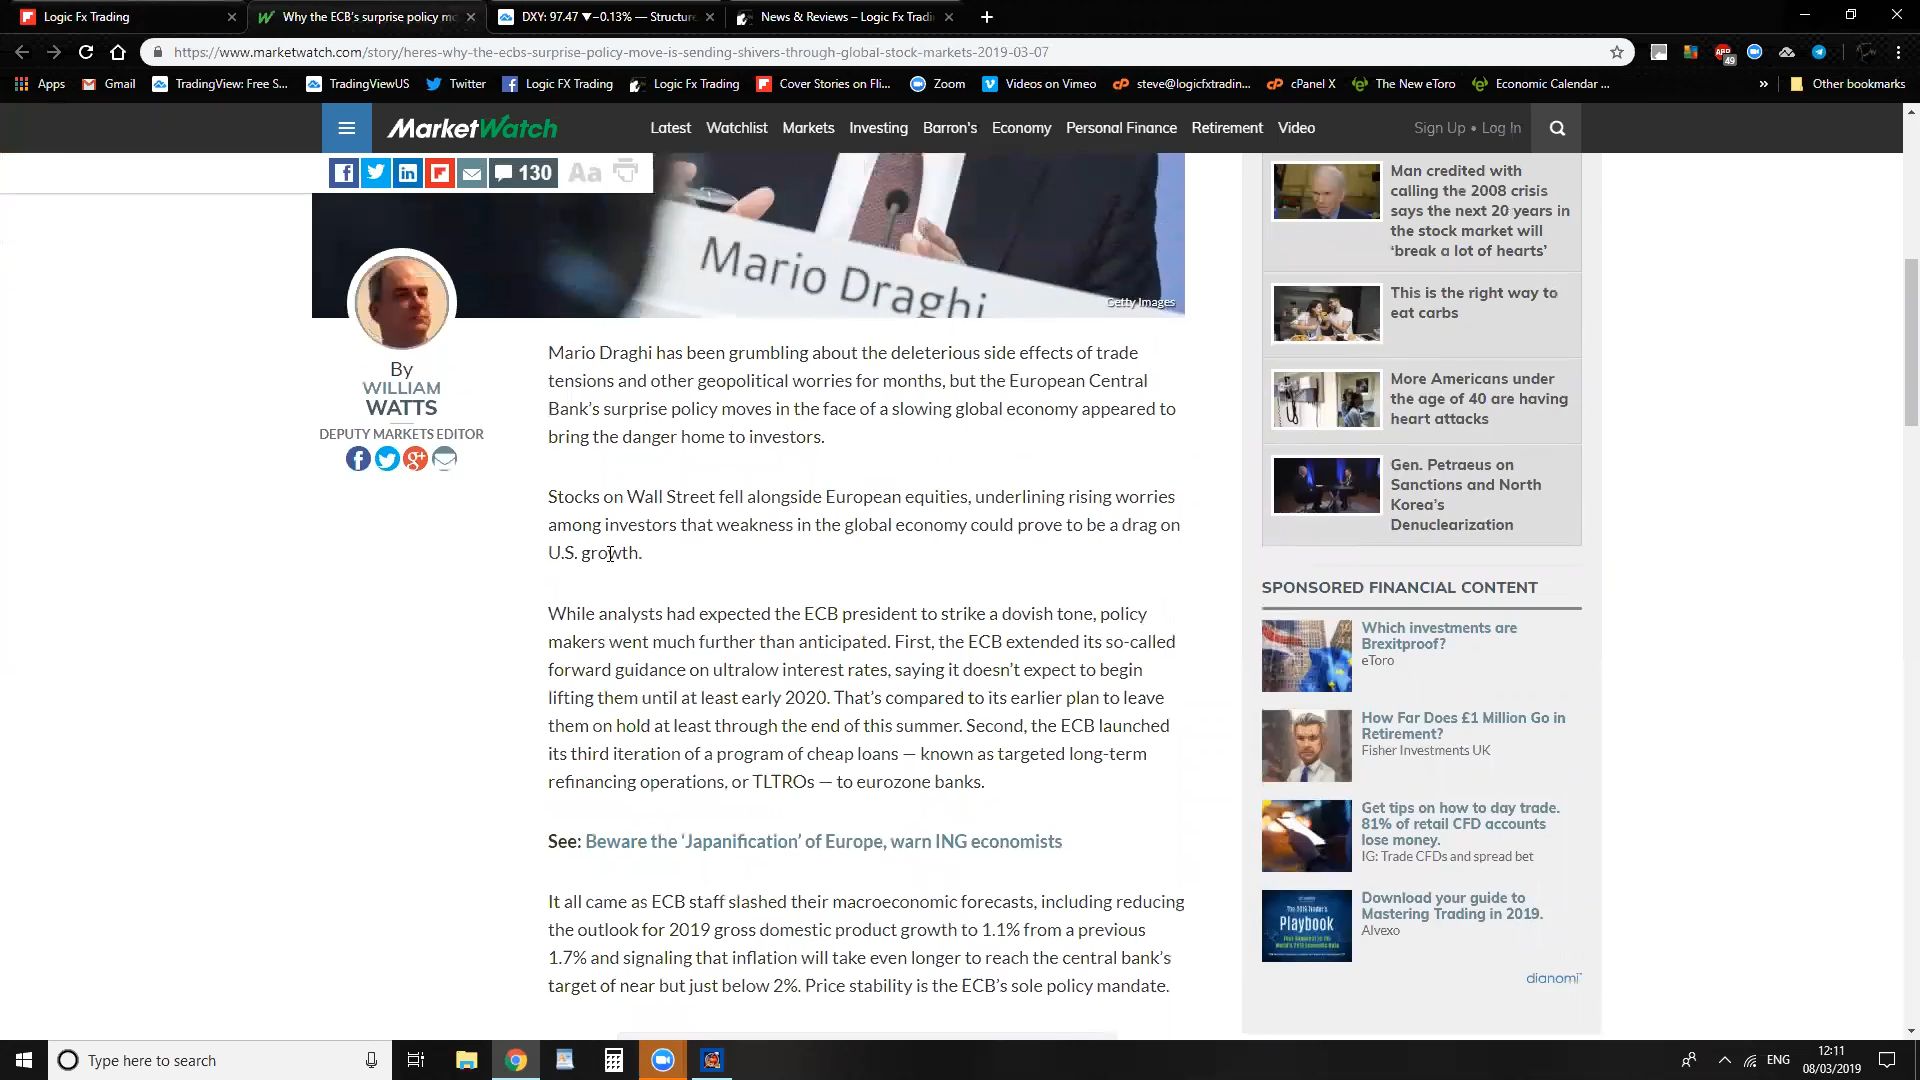 Logic Fx Trading
Why the ECB's surprise policy mo
DXY: 97.47 ▼−0.13% — Structure
News & Reviews – Logic Fx Tradi
https://www.marketwatch.com/story/heres-why-the-ecbs-surprise-policy-move-is-sending-shivers-through-global-stock-markets-2019-03-07
49
Apps
Gmail
TradingView: Free S...
TradingViewUS
Twitter
Logic FX Trading
Logic FX Trading
Cover Stories on Fli...
Zoom
Videos on Vimeo
steve@logicfxtradin...
cPanel X
The New eToro
Economic Calendar ...
»
Other bookmarks
MarketWatch
Latest
Watchlist
Markets
Investing
Barron's
Economy
Personal Finance
Retirement
Video
Sign Up • Log In
130
Aa
Mario Draghi
Getty Images
By
WILLIAM
WATTS
DEPUTY MARKETS EDITOR
Mario Draghi has been grumbling about the deleterious side effects of trade
tensions and other geopolitical worries for months, but the European Central
Bank's surprise policy moves in the face of a slowing global economy appeared to
bring the danger home to investors.
Stocks on Wall Street fell alongside European equities, underlining rising worries
among investors that weakness in the global economy could prove to be a drag on
U.S. growth.
While analysts had expected the ECB president to strike a dovish tone, policy
makers went much further than anticipated. First, the ECB extended its so-called
forward guidance on ultralow interest rates, saying it doesn't expect to begin
lifting them until at least early 2020. That's compared to its earlier plan to leave
them on hold at least through the end of this summer. Second, the ECB launched
its third iteration of a program of cheap loans — known as targeted long-term
refinancing operations, or TLTROs — to eurozone banks.
See: Beware the 'Japanification' of Europe, warn ING economists
It all came as ECB staff slashed their macroeconomic forecasts, including reducing
the outlook for 2019 gross domestic product growth to 1.1% from a previous
1.7% and signaling that inflation will take even longer to reach the central bank's
target of near but just below 2%. Price stability is the ECB's sole policy mandate.
Man credited with
calling the 2008 crisis
says the next 20 years in
the stock market will
'break a lot of hearts'
This is the right way to
eat carbs
More Americans under
the age of 40 are having
heart attacks
Gen. Petraeus on
Sanctions and North
Korea's
Denuclearization
SPONSORED FINANCIAL CONTENT
Which investments are
Brexitproof?
eToro
How Far Does £1 Million Go in
Retirement?
Fisher Investments UK
Get tips on how to day trade.
81% of retail CFD accounts
lose money.
IG: Trade CFDs and spread bet
Playbook
Download your guide to
Mastering Trading in 2019.
Alvexo
dianomi
Type here to search
ENG
12:11
08/03/2019